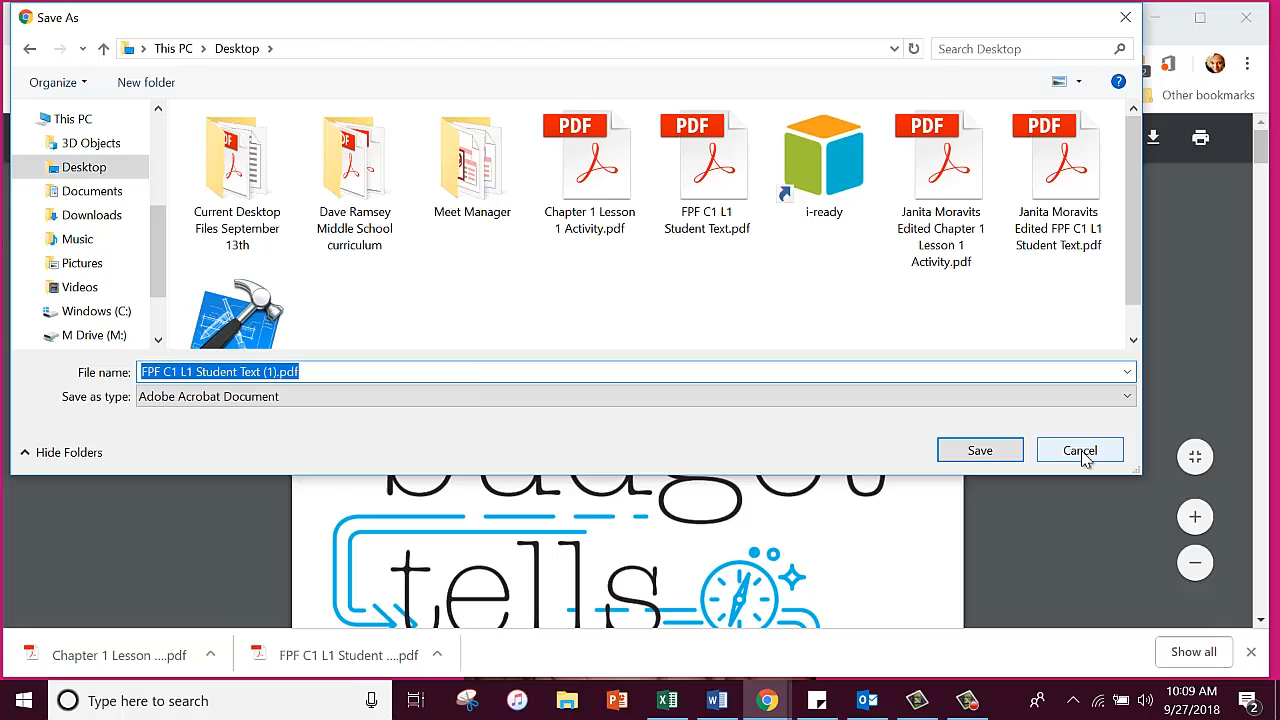 Save As
This PC
Desktop
Search Desktop
Organize
New folder
Other bookmarks
This PC
3D Objects
Desktop
Documents
Downloads
Music
Pictures
Videos
Windows (C:)
M Drive (M:)
Current Desktop
Files September
13th
Dave Ramsey
Middle School
curriculum
Meet Manager
PDF
Chapter 1 Lesson
1 Activity.pdf
PDF
FPF C1 L1
Student Text.pdf
i-ready
PDF
Janita Moravits
Edited Chapter 1
Lesson 1
Activity.pdf
PDF
Janita Moravits
Edited FPF C1 L1
Student Text.pdf
File name:
FPF C1 L1 Student Text (1).pdf
Save as type:
Adobe Acrobat Document
Hide Folders
Save
Cancel
budget
tells
Chapter 1 Lesson ....pdf
FPF C1 L1 Student ....pdf
Show all
Type here to search
10:09 AM
9/27/2018
2